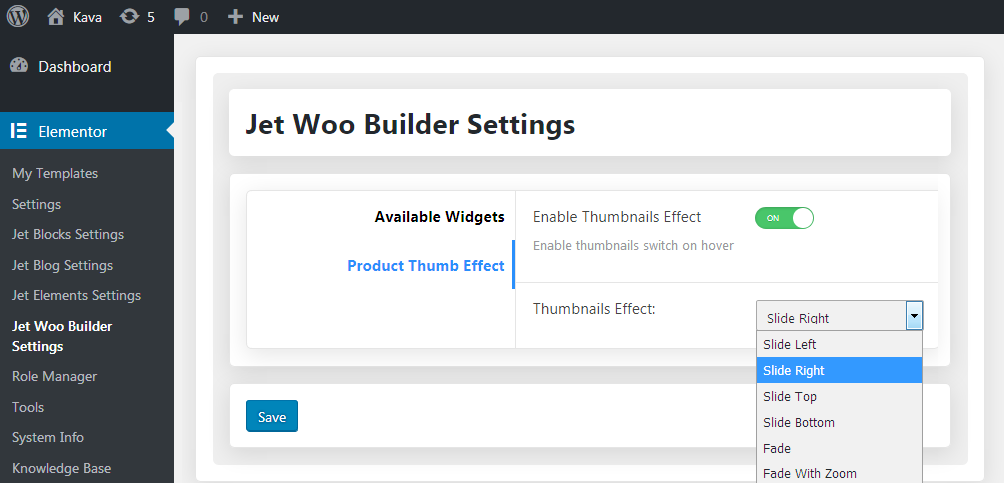 Kava
5
0
New
Dashboard
Elementor
My Templates
Settings
Jet Blocks Settings
Jet Blog Settings
Jet Elements Settings
Jet Woo Builder
Settings
Role Manager
Tools
System Info
Knowledge Base
Jet Woo Builder Settings
Available Widgets
Product Thumb Effect
Enable Thumbnails Effect
ON
Enable thumbnails switch on hover
Thumbnails Effect:
Slide Right
Slide Left
Slide Right
Slide Top
Slide Bottom
Fade
Fade With Zoom
Save